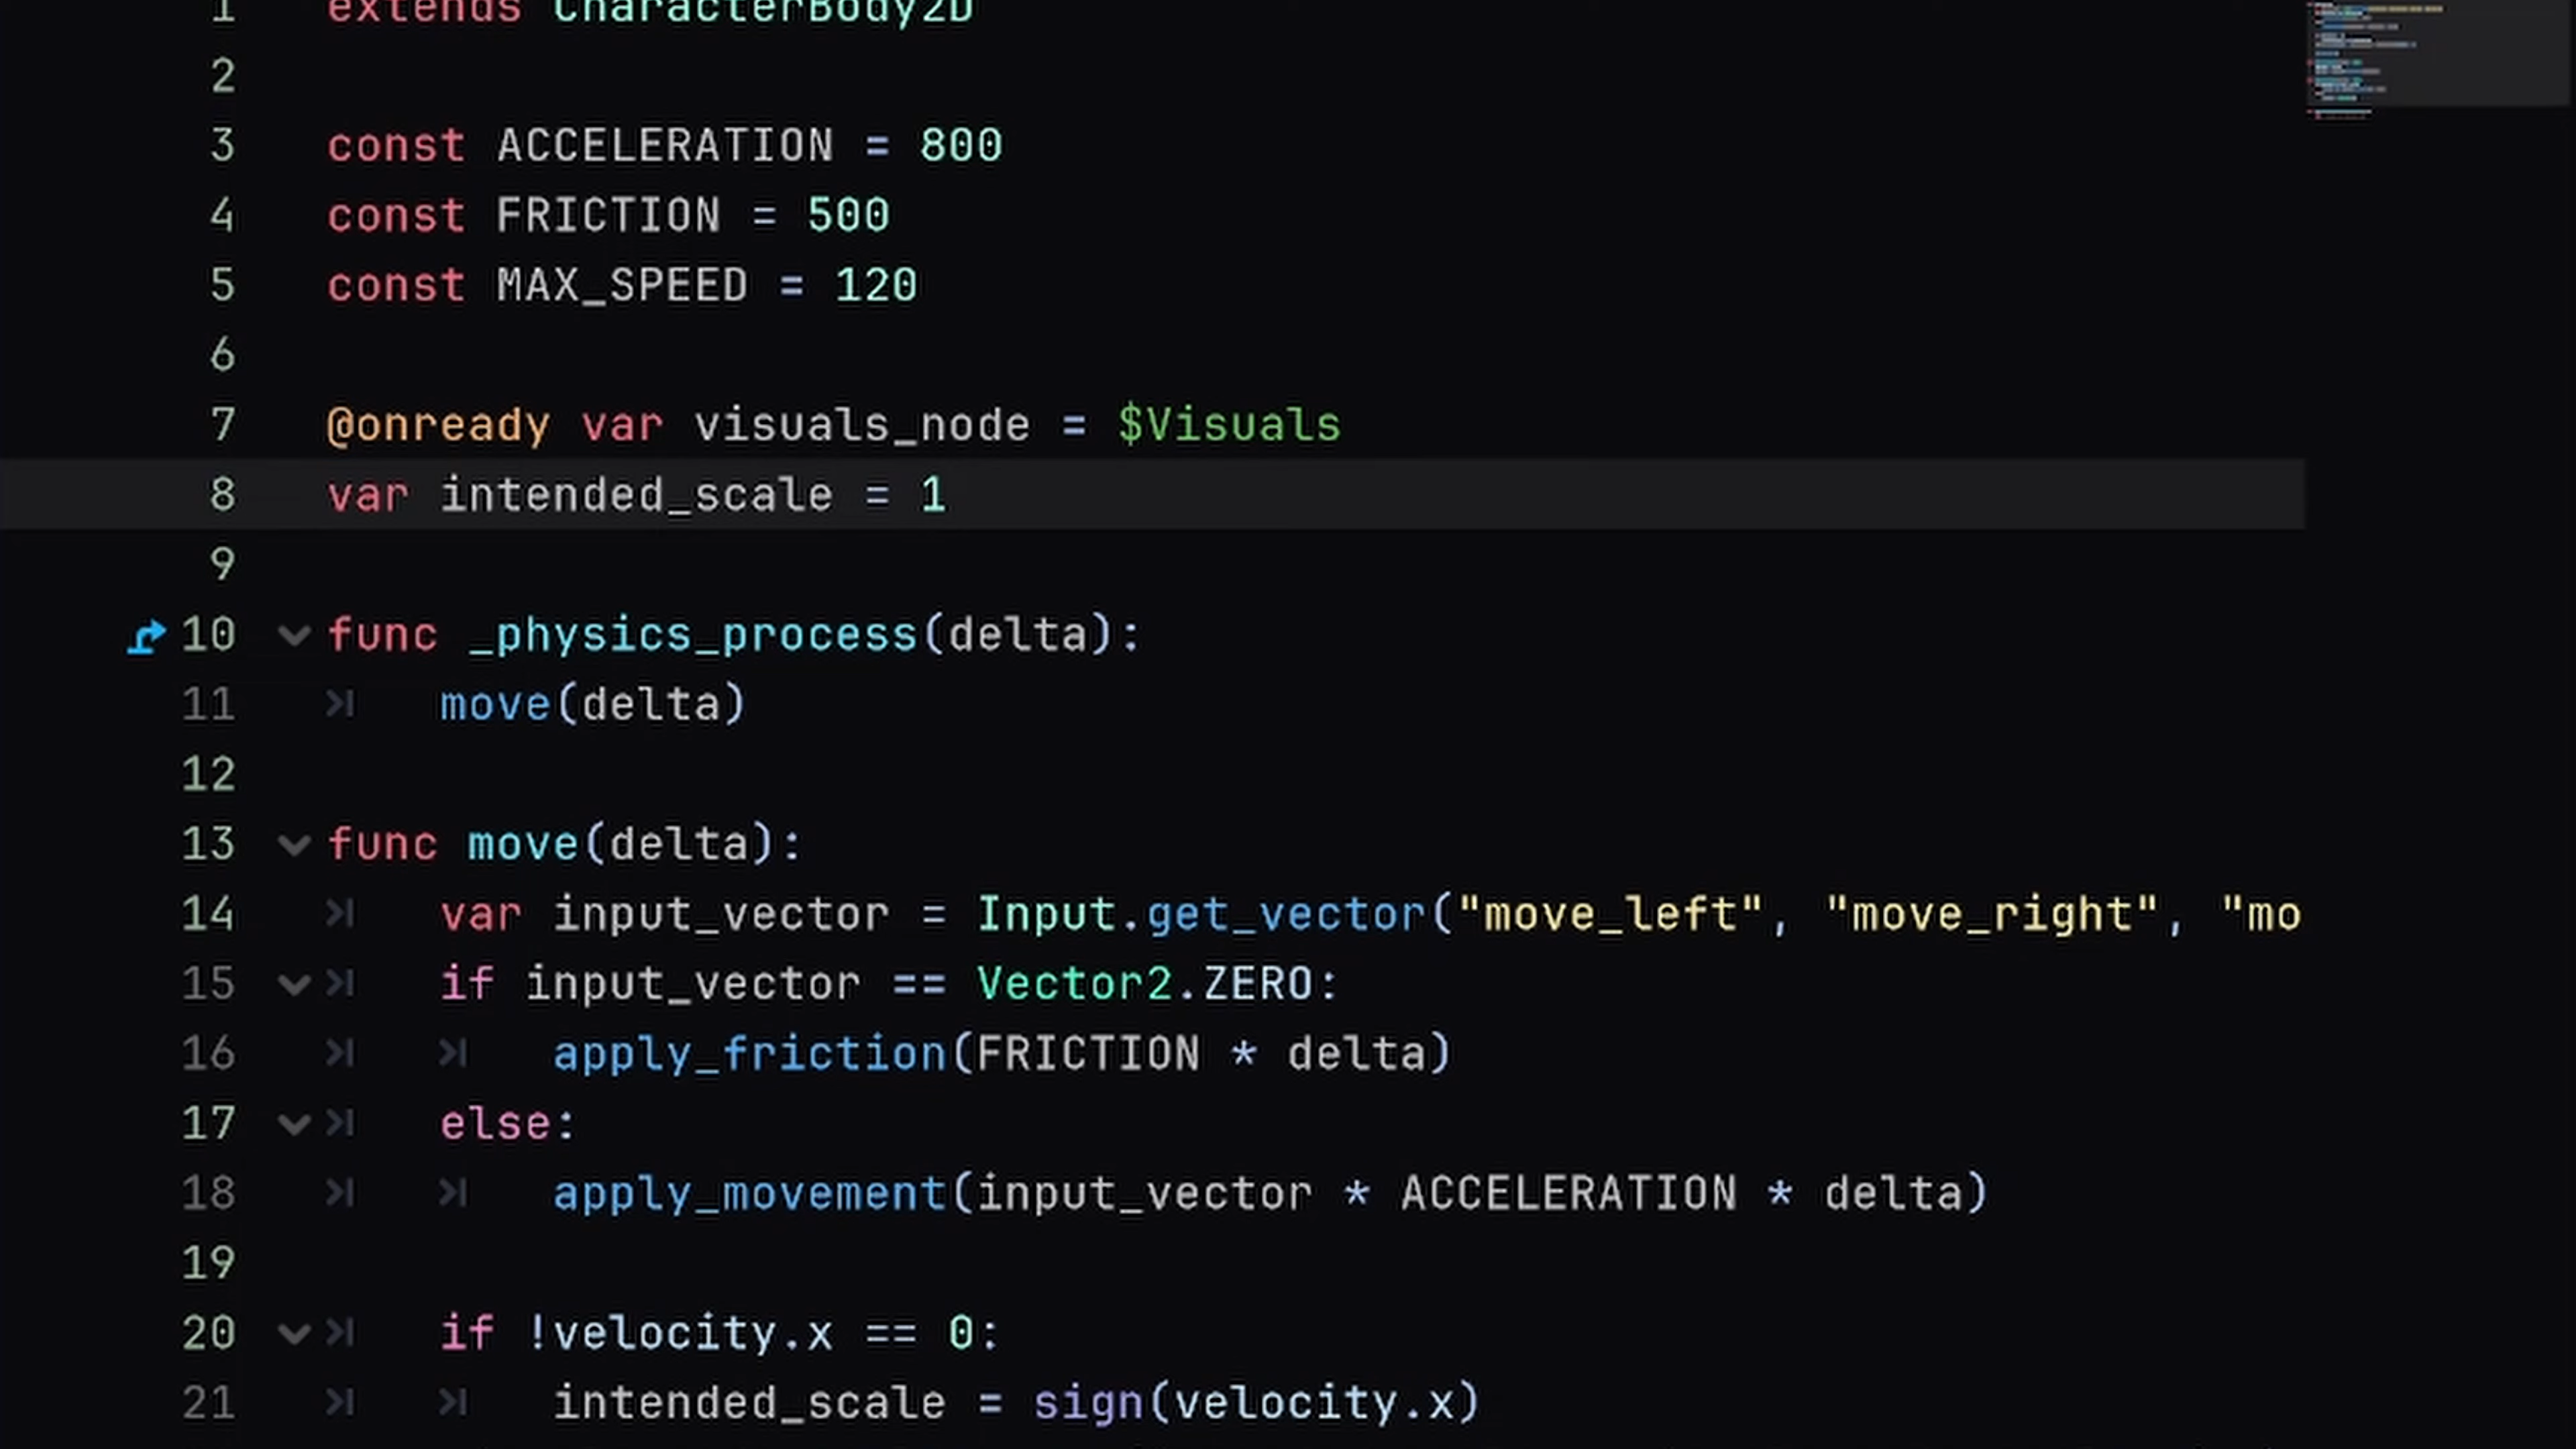 1 extends CharacterBody2D
2
3 const ACCELERATION = 800
4 const FRICTION = 500
5 const MAX_SPEED = 120
6
7 @onready var visuals_node = $Visuals
8 var intended_scale = 1
9
10 func _physics_process(delta):
11 move(delta)
12
13 func move(delta):
14 var input_vector = Input.get_vector("move_left", "move_right", "mo
15 if input_vector == Vector2.ZERO:
16 apply_friction(FRICTION * delta)
17 else:
18 apply_movement(input_vector * ACCELERATION * delta)
19
20 if !velocity.x == 0:
21 intended_scale = sign(velocity.x)